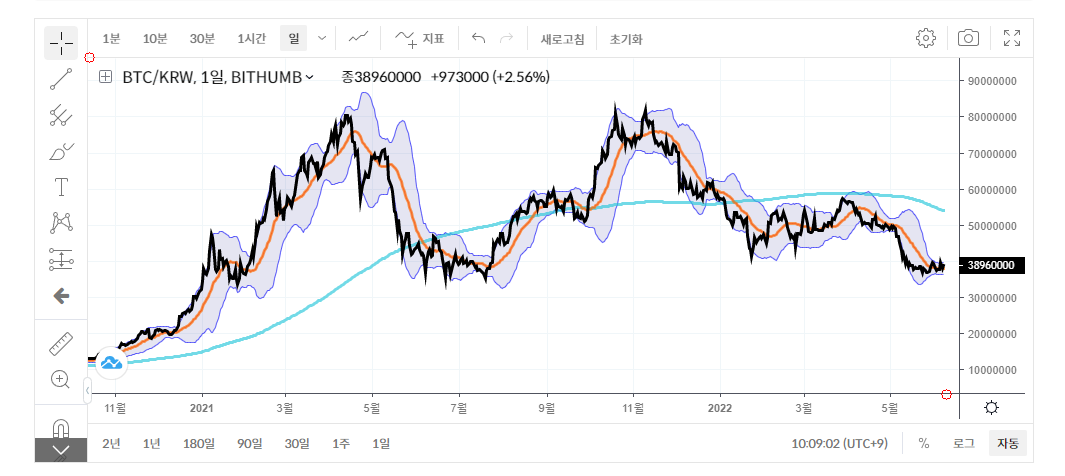 1분 10분 30분 1시간 일 지표 새로고침 초기화
BTC/KRW, 1일, BITHUMB 종38960000 +973000 (+2.56%)
90000000
80000000
70000000
60000000
50000000
38960000
30000000
20000000
10000000
11월 2021 3월 5월 7월 9월 11월 2022 3월 5월
2년 1년 180일 90일 30일 1주 1일 10:09:02 (UTC+9) % 로그 자동